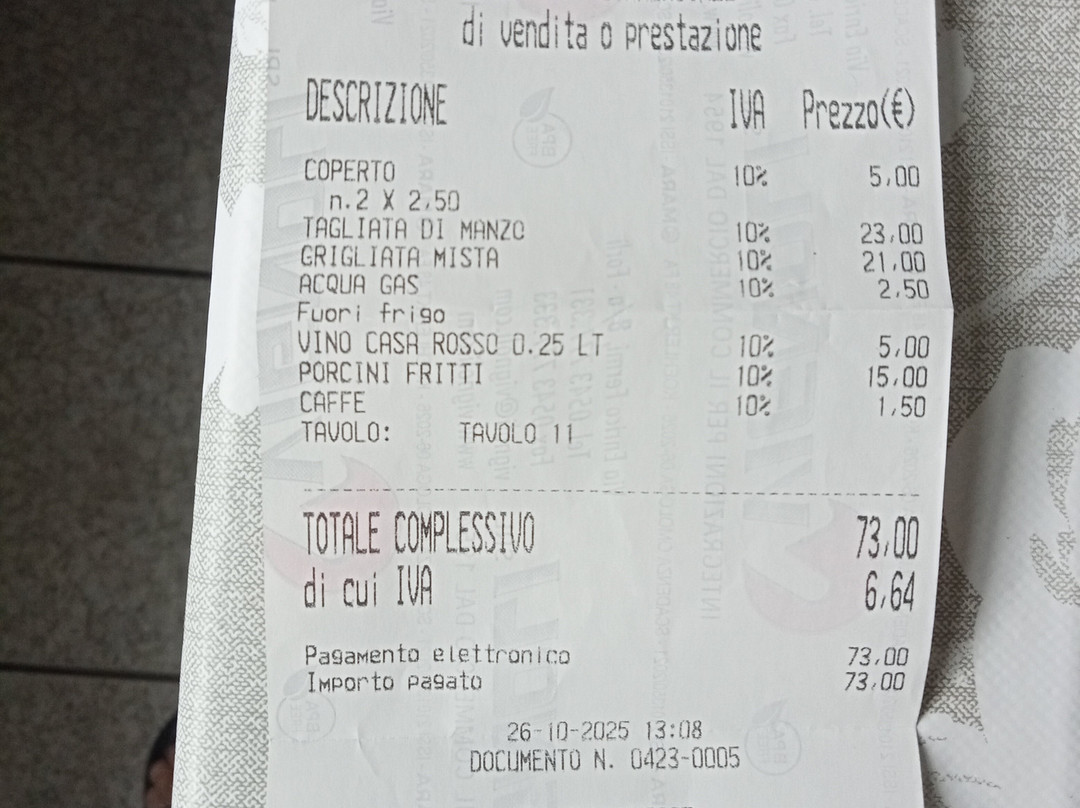 di vendita o prestazione
DESCRIZIONE IVA Prezzo(€)
COPERTO 10% 5,00
n.2 X 2,50
TAGLIATA DI MANZO 10% 23,00
GRIGLIATA MISTA 10% 21,00
ACQUA GAS 10% 2,50
Fuori frigo
VINO CASA ROSSO 0.25 LT 10% 5,00
PORCINI FRITTI 10% 15,00
CAFFE 10% 1,50
TAVOLO: TAVOLO 11
TOTALE COMPLESSIVO 73,00
di cui IVA 6,64
Pagamento elettronico 73,00
Importo pagato 73,00
26-10-2025 13:08
DOCUMENTO N. 0423-0005